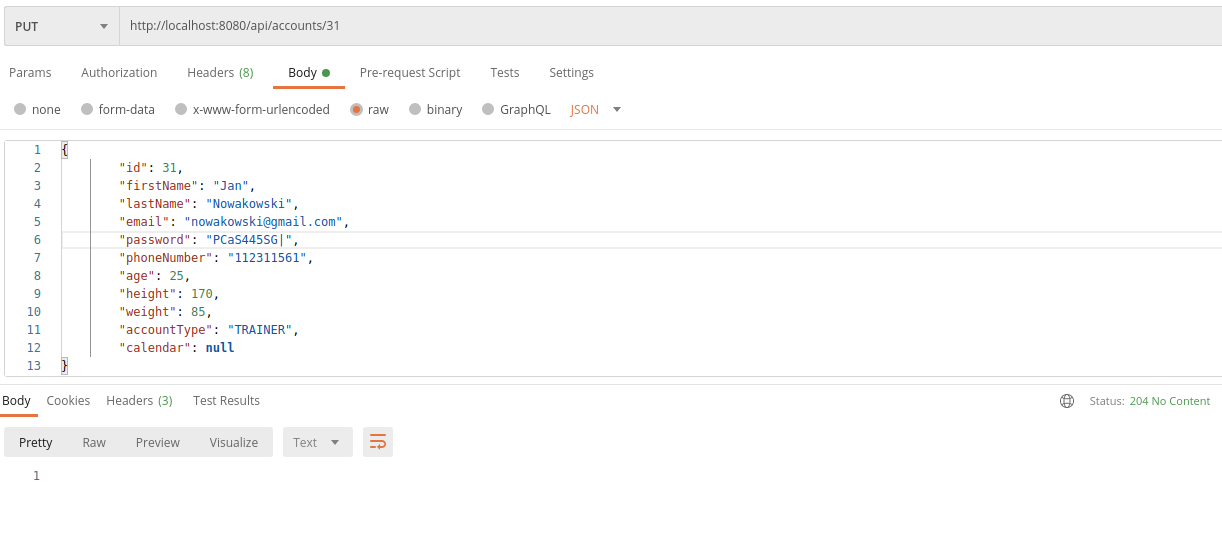 PUT http://localhost:8080/api/accounts/31
Params Authorization Headers (8) Body Pre-request Script Tests Settings
none form-data x-www-form-urlencoded raw binary GraphQL JSON
1 {
2 "id": 31,
3 "firstName": "Jan",
4 "lastName": "Nowakowski",
5 "email": "nowakowski@gmail.com",
6 "password": "PCaS445SG|",
7 "phoneNumber": "112311561",
8 "age": 25,
9 "height": 170,
10 "weight": 85,
11 "accountType": "TRAINER",
12 "calendar": null
13 }
Body Cookies Headers (3) Test Results Status: 204 No Content
Pretty Raw Preview Visualize Text
1